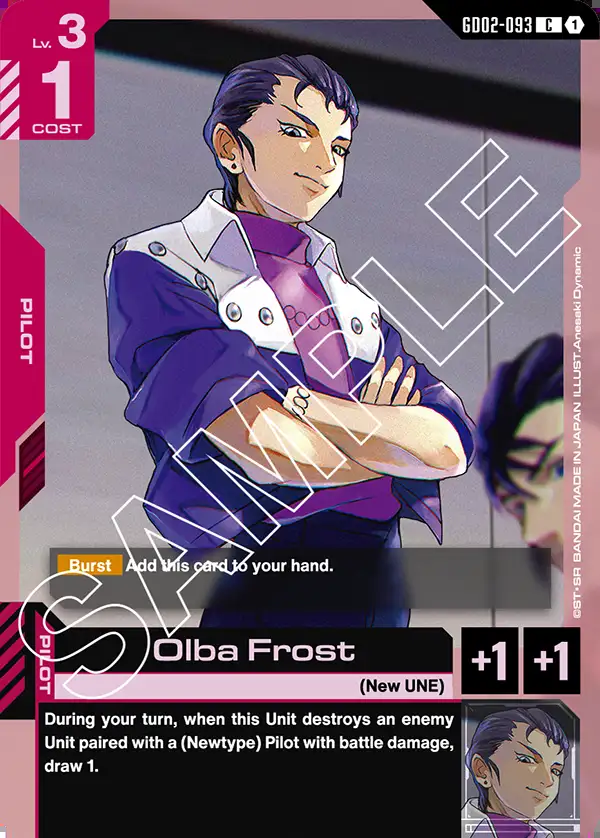 Lv. 3
1
COST
GD02-093 C 1
PILOT
SAMPLE
©ST・SR BANDAI MADE IN JAPAN ILLUST.Anesaki Dynamic
Burst Add this card to your hand.
PILOT
Olba Frost
+1 +1
(New UNE)
During your turn, when this Unit destroys an enemy
Unit paired with a (Newtype) Pilot with battle damage,
draw 1.